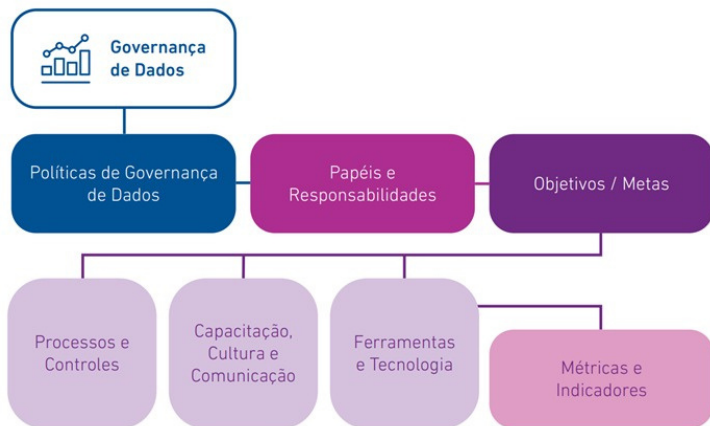 Governança
de Dados
Políticas de Governança
de Dados
Papéis e
Responsabilidades
Objetivos / Metas
Processos e
Controles
Capacitação,
Cultura e
Comunicação
Ferramentas
e Tecnologia
Métricas e
Indicadores